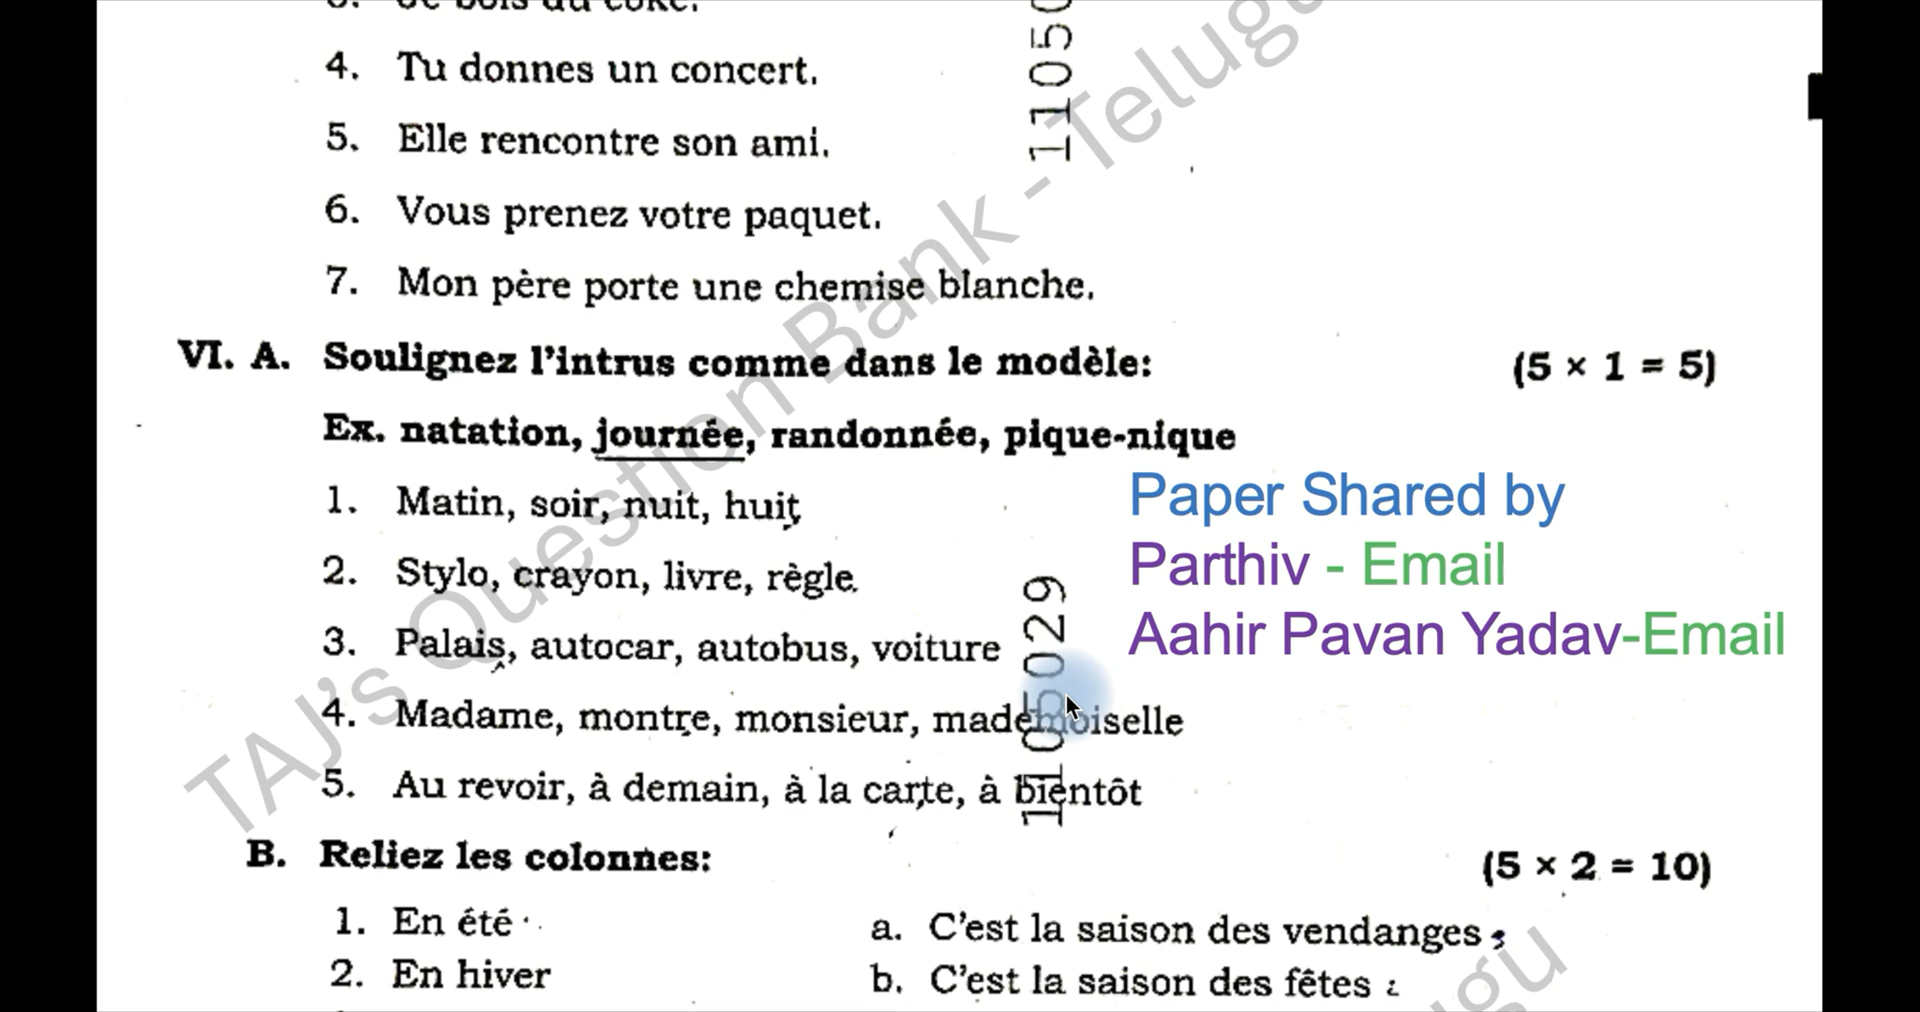 4. Tu donnes un concert.
5. Elle rencontre son ami.
6. Vous prenez votre paquet.
7. Mon père porte une chemise blanche.
VI. A. Soulignez l'intrus comme dans le modèle: (5 × 1 = 5)
Ex. natation, journée, randonnée, pique-nique
1. Matin, soir, nuit, huit
2. Stylo, crayon, livre, règle.
3. Palais, autocar, autobus, voiture
4. Madame, montre, monsieur, mademoiselle
5. Au revoir, à demain, à la carte, à bientôt
B. Reliez les colonnes: (5 × 2 = 10)
1. En été a. C'est la saison des vendanges
2. En hiver b. C'est la saison des fêtes
Paper Shared by
Parthiv - Email
Aahir Pavan Yadav-Email
TAJ's Question Bank - Telugu
1105029